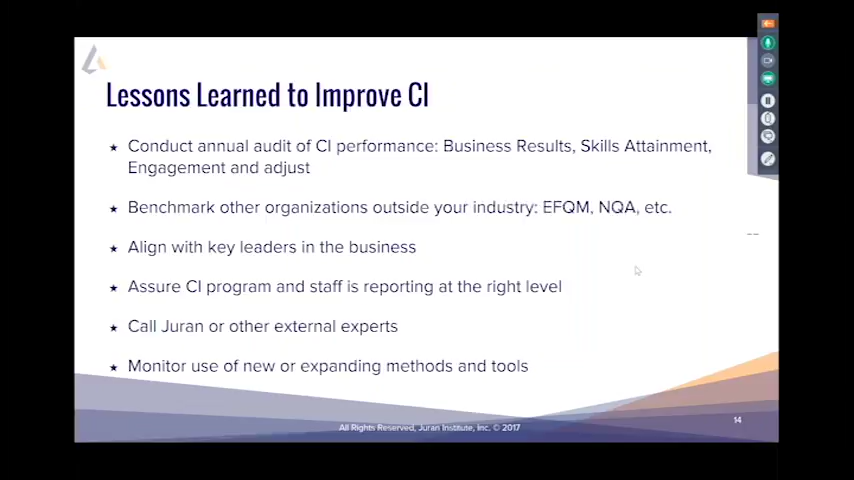 Lessons Learned to Improve CI
★ Conduct annual audit of CI performance: Business Results, Skills Attainment,
Engagement and adjust
★ Benchmark other organizations outside your industry: EFQM, NQA, etc.
★ Align with key leaders in the business
★ Assure CI program and staff is reporting at the right level
★ Call Juran or other external experts
★ Monitor use of new or expanding methods and tools
All Rights Reserved, Juran Institute, Inc. © 2017
14